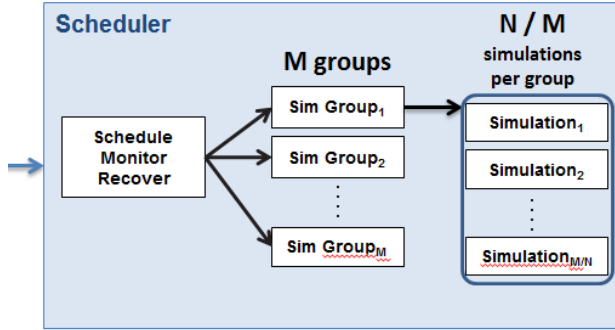 Scheduler
N / M
simulations
per group
M groups
Schedule
Monitor
Recover
Sim Group1
Sim Group2
Sim GroupM
Simulation1
Simulation2
SimulationM/N